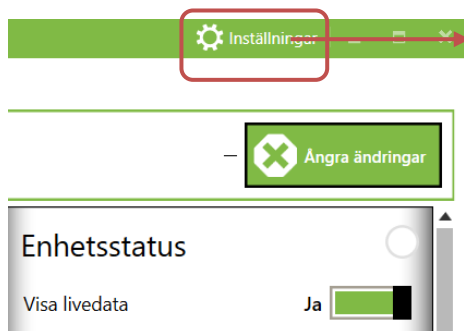 Inställningar
Ångra ändringar
Enhetsstatus
Visa livedata Ja